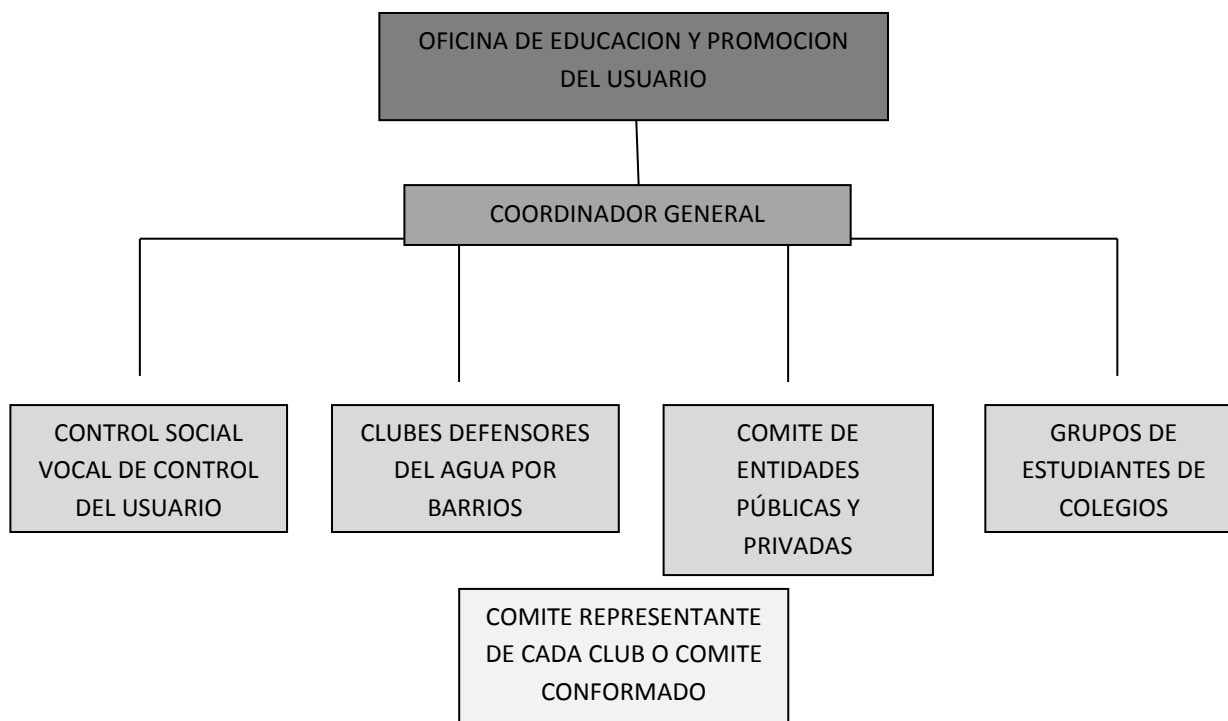 OFICINA DE EDUCACION Y PROMOCION
DEL USUARIO
COORDINADOR GENERAL
CONTROL SOCIAL
VOCAL DE CONTROL
DEL USUARIO
CLUBES DEFENSORES
DEL AGUA POR
BARRIOS
COMITE DE
ENTIDADES
PÚBLICAS Y
PRIVADAS
GRUPOS DE
ESTUDIANTES DE
COLEGIOS
COMITE REPRESENTANTE
DE CADA CLUB O COMITE
CONFORMADO